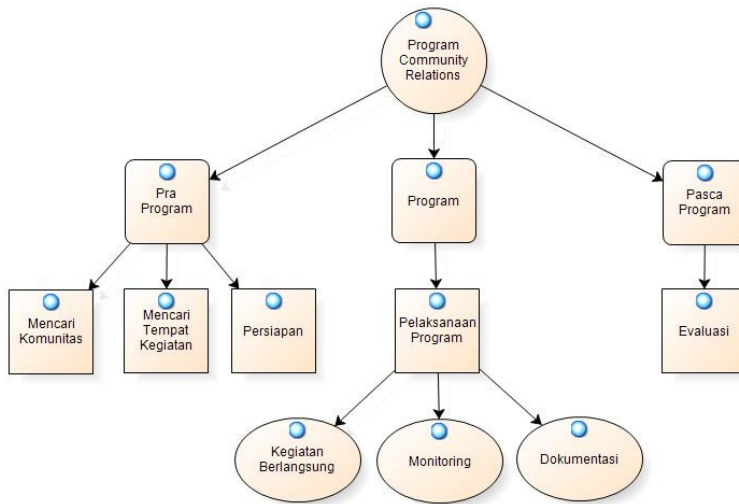 Program
Community
Relations
Pra
Program
Program
Pasca
Program
Mencari
Komunitas
Mencari
Tempat
Kegiatan
Persiapan
Pelaksanaan
Program
Evaluasi
Kegiatan
Berlangsung
Monitoring
Dokumentasi